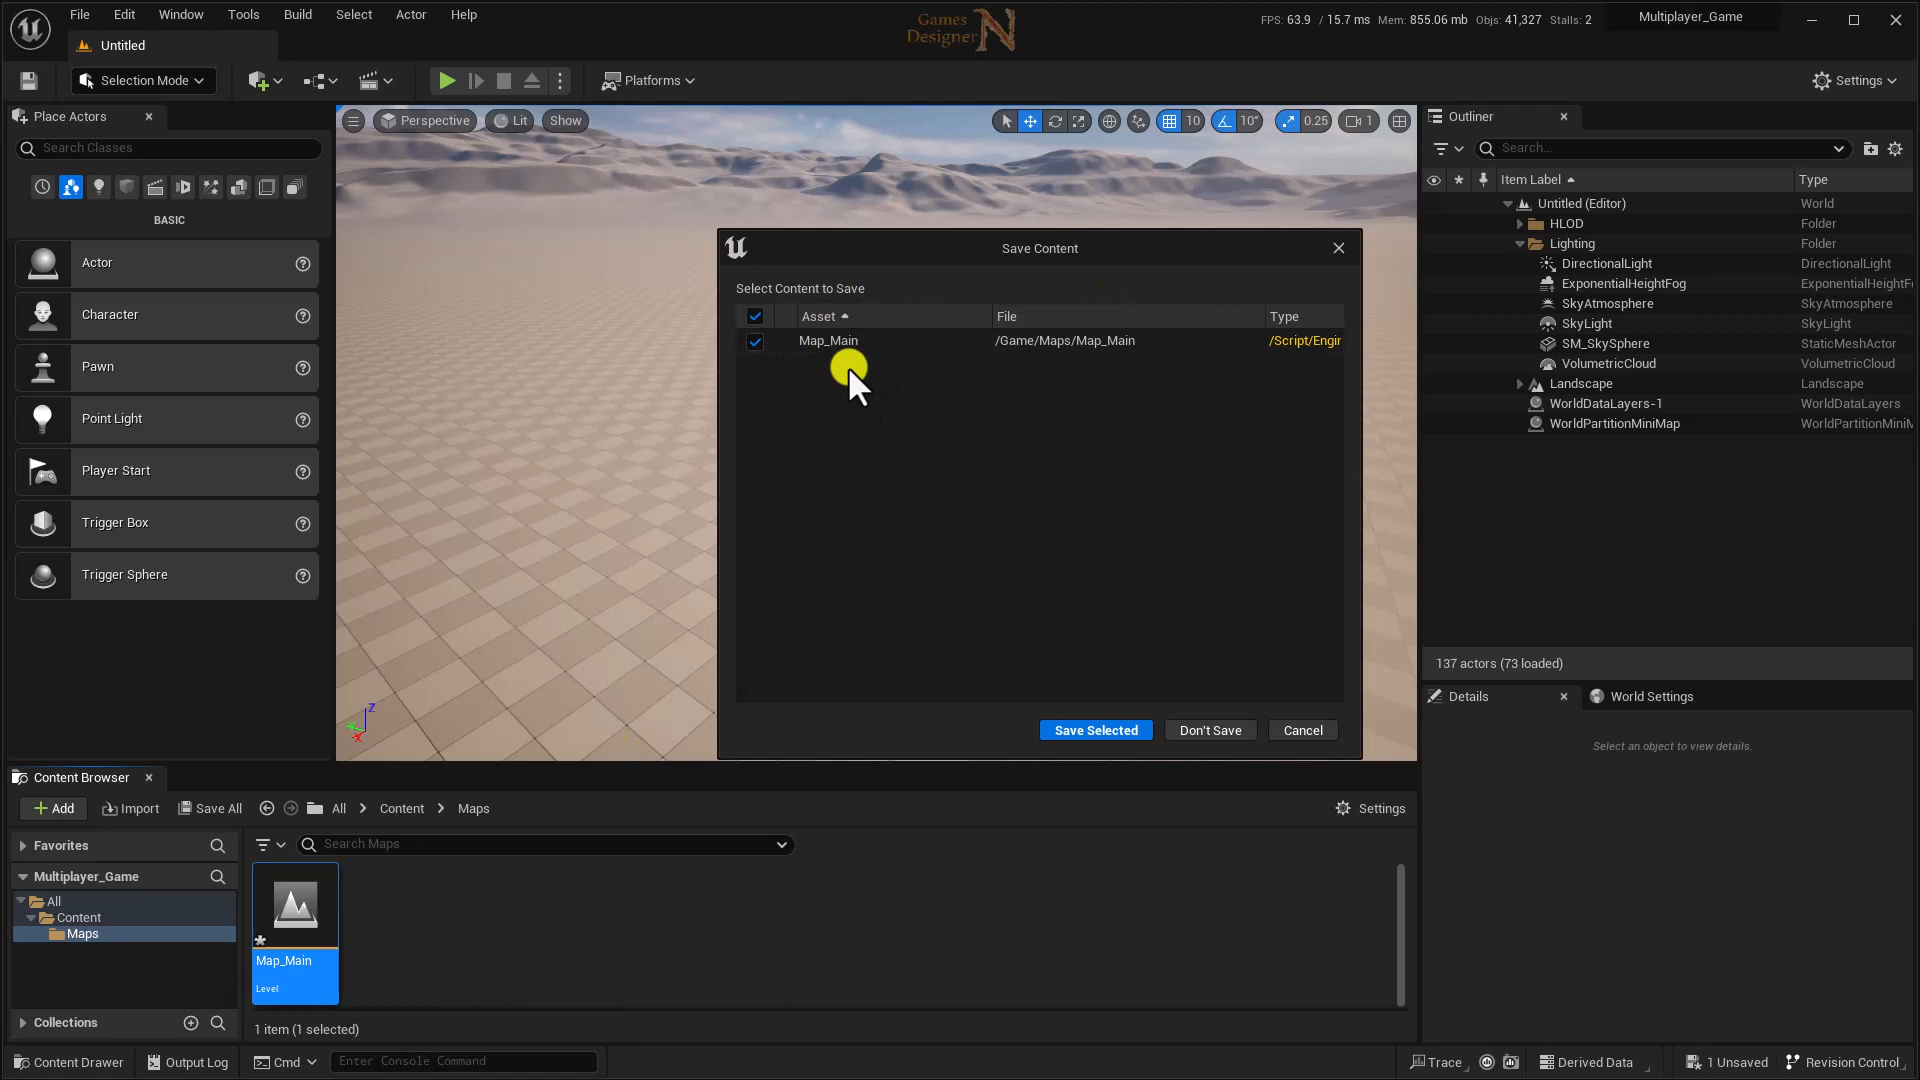 File Edit Window Tools Build Select Actor Help
Games Designer N
FPS: 63.9 / 15.7 ms Mem: 855.06 mb Objs: 41,327 Stalls: 2
Multiplayer_Game
Untitled
Selection Mode
Platforms
Settings
Place Actors
Search Classes
BASIC
Actor
Character
Pawn
Point Light
Player Start
Trigger Box
Trigger Sphere
Perspective Lit Show
10 10° 0.25 1
Save Content
Select Content to Save
Asset File Type
Map_Main /Game/Maps/Map_Main /Script/Engir
Save Selected Don't Save Cancel
Outliner
Search...
Item Label Type
Untitled (Editor) World
HLOD Folder
Lighting Folder
DirectionalLight DirectionalLight
ExponentialHeightFog ExponentialHeightF
SkyAtmosphere SkyAtmosphere
SkyLight SkyLight
SM_SkySphere StaticMeshActor
VolumetricCloud VolumetricCloud
Landscape Landscape
WorldDataLayers-1 WorldDataLayers
WorldPartitionMiniMap WorldPartitionMiniM
137 actors (73 loaded)
Details World Settings
Select an object to view details.
Z
Y
X
Content Browser
Add Import Save All All Content Maps Settings
Favorites
Search Maps
Multiplayer_Game
All
Content
Maps
Map_Main
Level
Collections
1 item (1 selected)
Content Drawer Output Log Cmd Enter Console Command
Trace Derived Data 1 Unsaved Revision Control